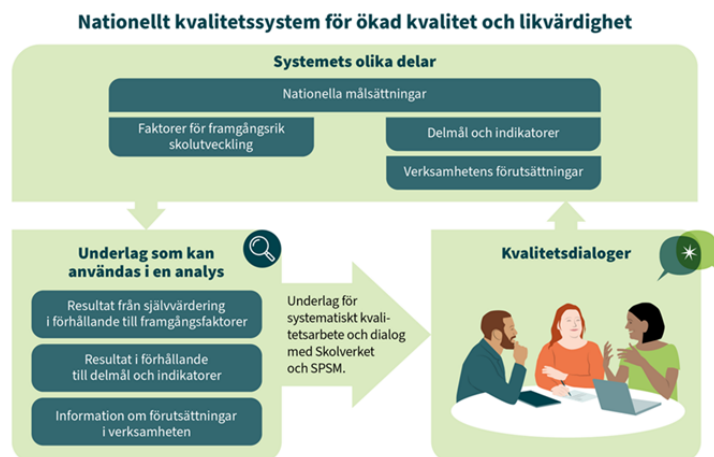 Nationellt kvalitetssystem för ökad kvalitet och likvärdighet
Systemets olika delar
Nationella målsättningar
Faktorer för framgångsrik
skolutveckling
Delmål och indikatorer
Verksamhetens förutsättningar
Underlag som kan
användas i en analys
Resultat från självvärdering
i förhållande till framgångsfaktorer
Resultat i förhållande
till delmål och indikatorer
Information om förutsättningar
i verksamheten
Underlag för
systematiskt kvali-
tetsarbete och dialog
med Skolverket
och SPSM.
Kvalitetsdialoger